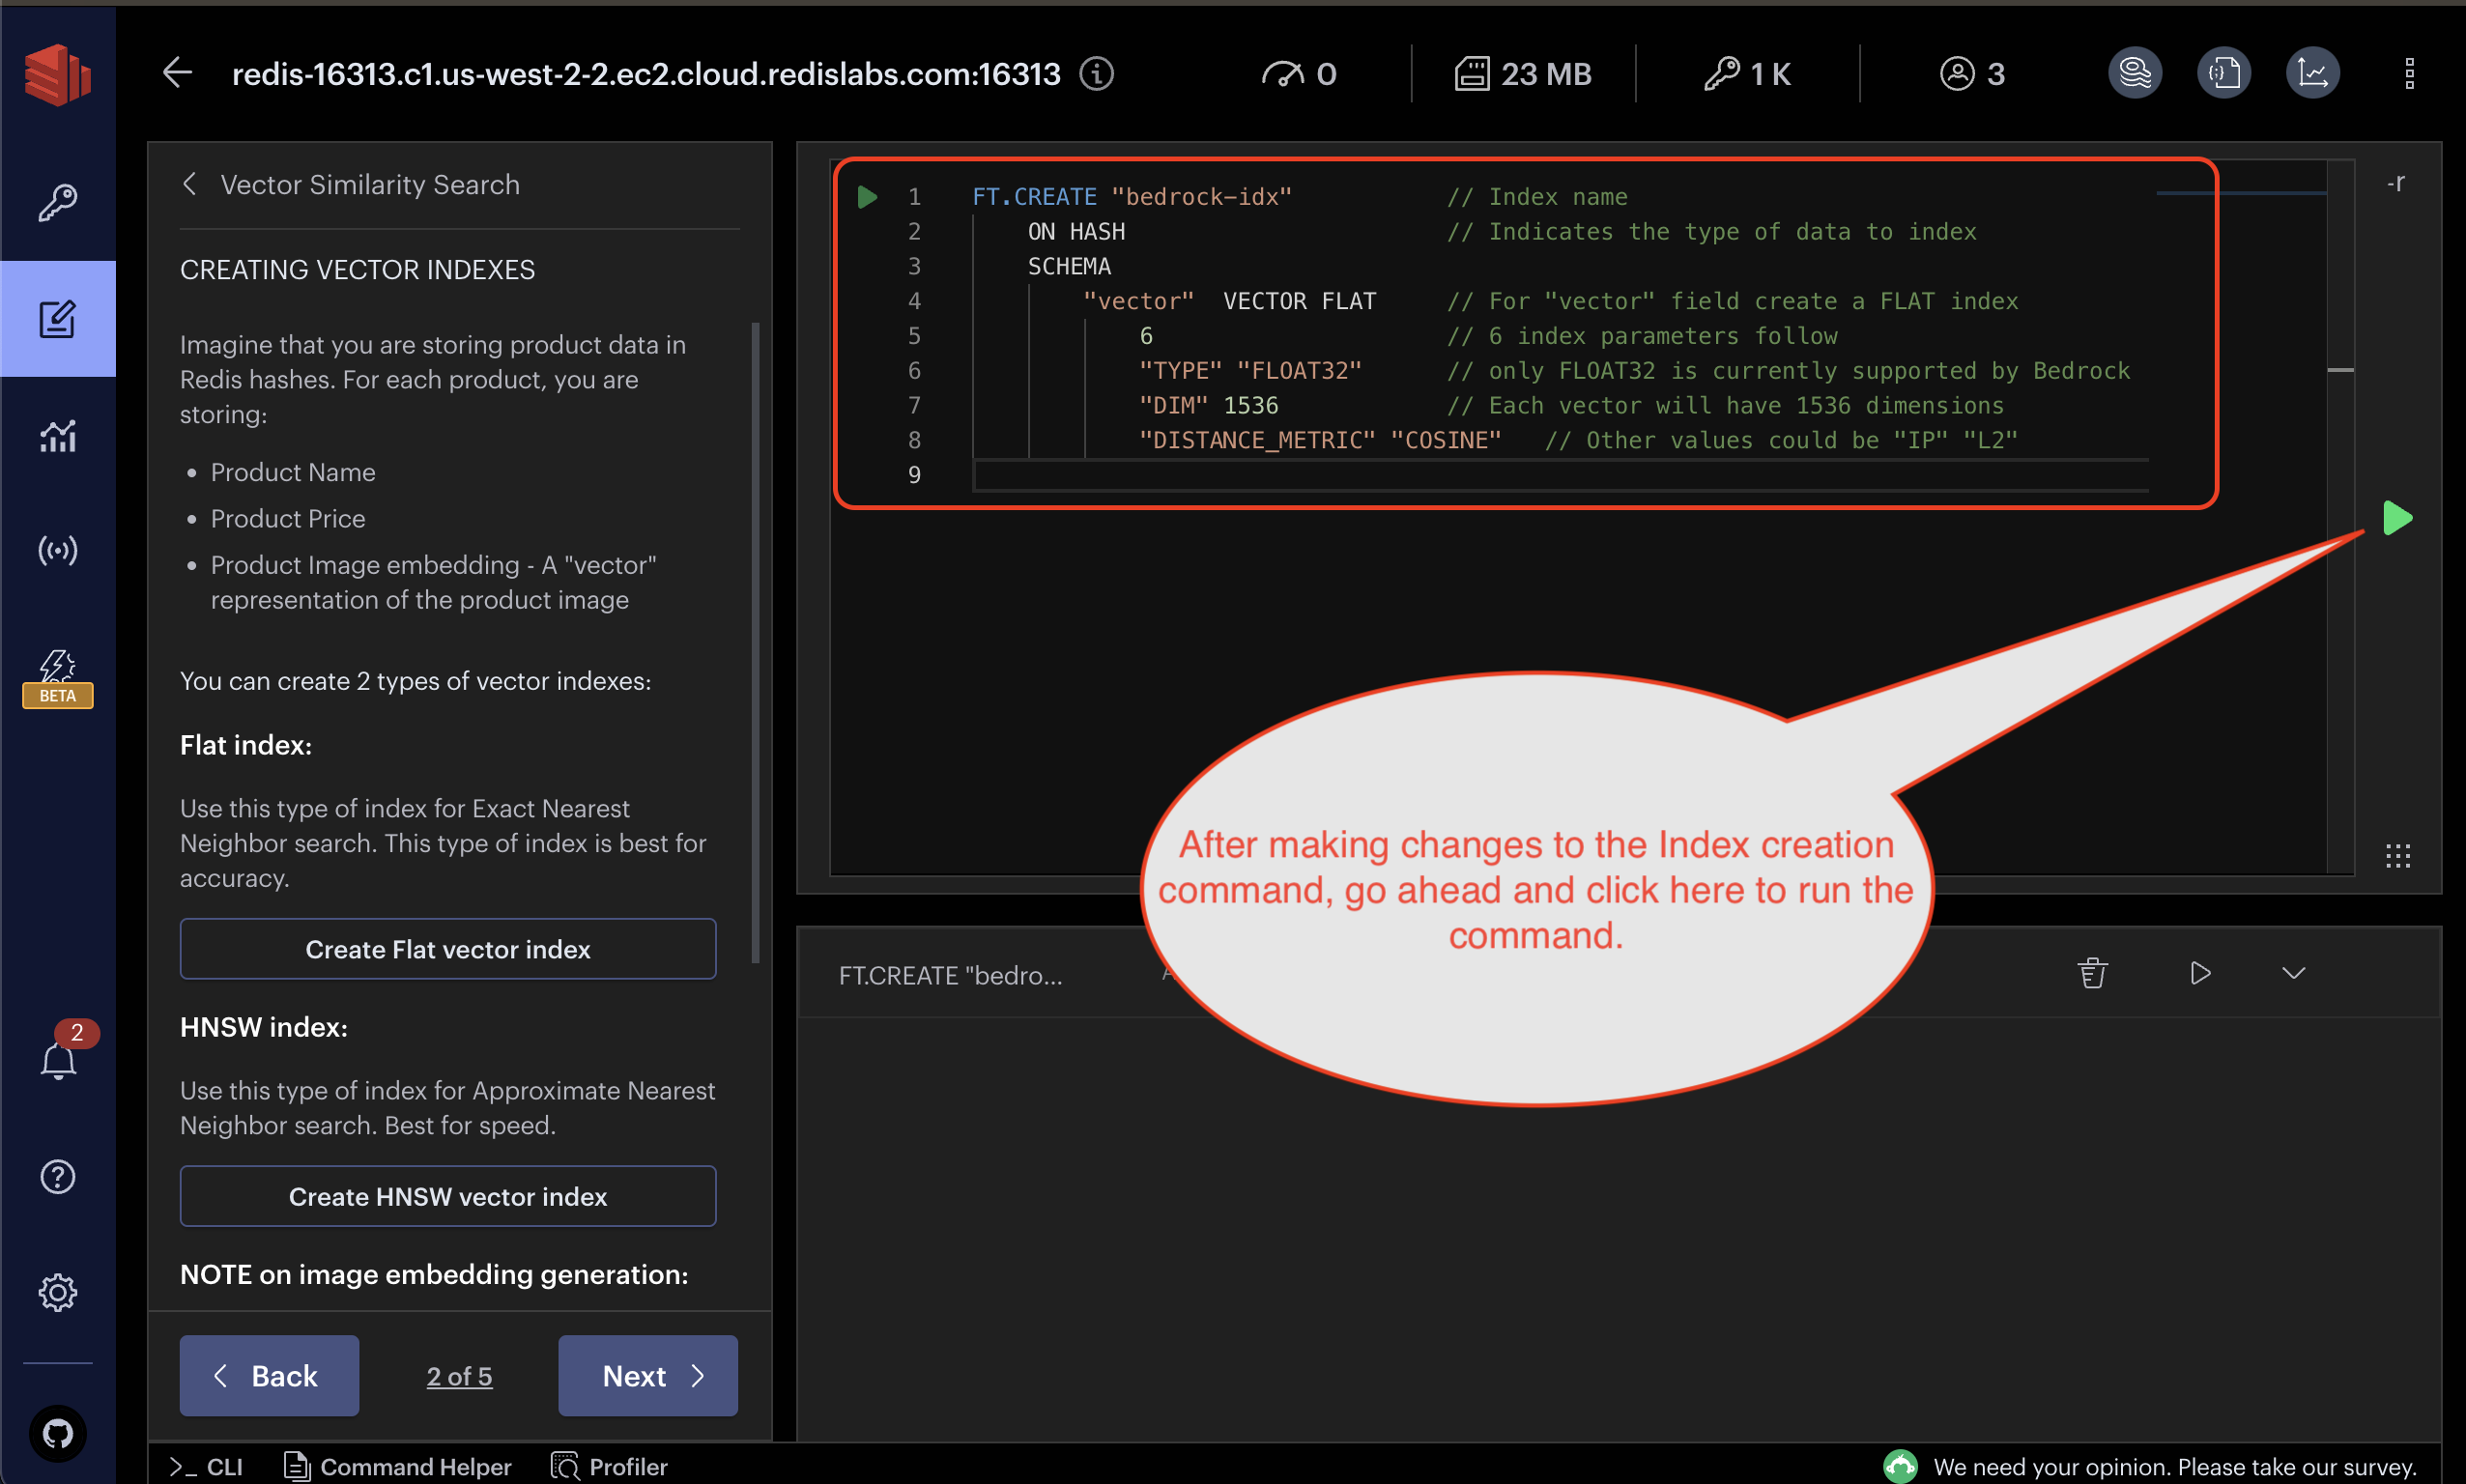 redis-16313.c1.us-west-2-2.ec2.cloud.redislabs.com:16313
0
23 MB
1 K
3
Vector Similarity Search
CREATING VECTOR INDEXES
Imagine that you are storing product data in
Redis hashes. For each product, you are
storing:
Product Name
Product Price
Product Image embedding - A "vector"
representation of the product image
You can create 2 types of vector indexes:
Flat index:
Use this type of index for Exact Nearest
Neighbor search. This type of index is best for
accuracy.
Create Flat vector index
HNSW index:
Use this type of index for Approximate Nearest
Neighbor search. Best for speed.
Create HNSW vector index
NOTE on image embedding generation:
Back
2 of 5
Next
BETA
2
1 FT.CREATE "bedrock-idx" // Index name
2 ON HASH // Indicates the type of data to index
3 SCHEMA
4 "vector" VECTOR FLAT // For "vector" field create a FLAT index
5 6 // 6 index parameters follow
6 "TYPE" "FLOAT32" // only FLOAT32 is currently supported by Bedrock
7 "DIM" 1536 // Each vector will have 1536 dimensions
8 "DISTANCE_METRIC" "COSINE" // Other values could be "IP" "L2"
9
-r
After making changes to the Index creation
command, go ahead and click here to run the
command.
FT.CREATE "bedro...
>_ CLI
Command Helper
Profiler
We need your opinion. Please take our survey.